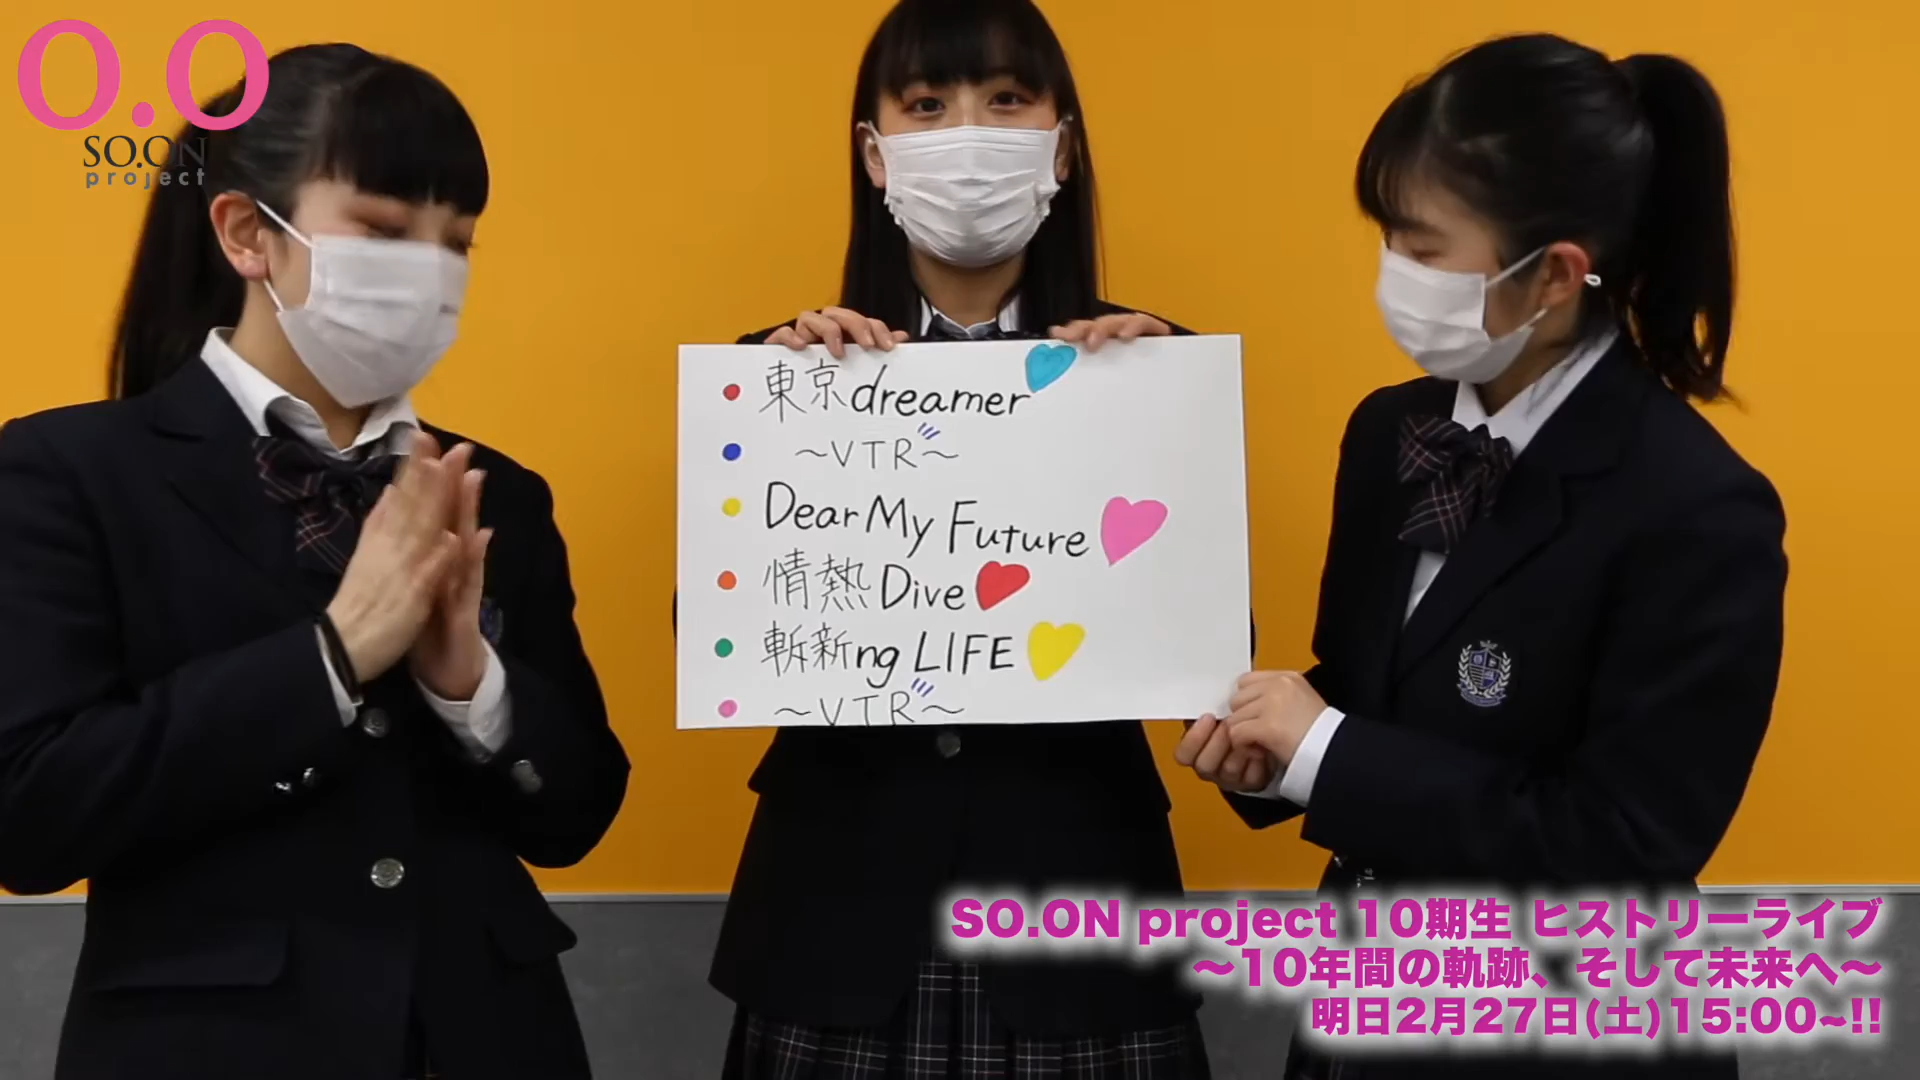 O.O
SO.ON
project
東京dreamer
～VTR～
Dear My Future
情熱Dive
斬新ng LIFE
～VTR～
SO.ON project 10期生 ヒストリーライブ
～10年間の軌跡、そして未来へ～
明日2月27日(土)15:00~!!